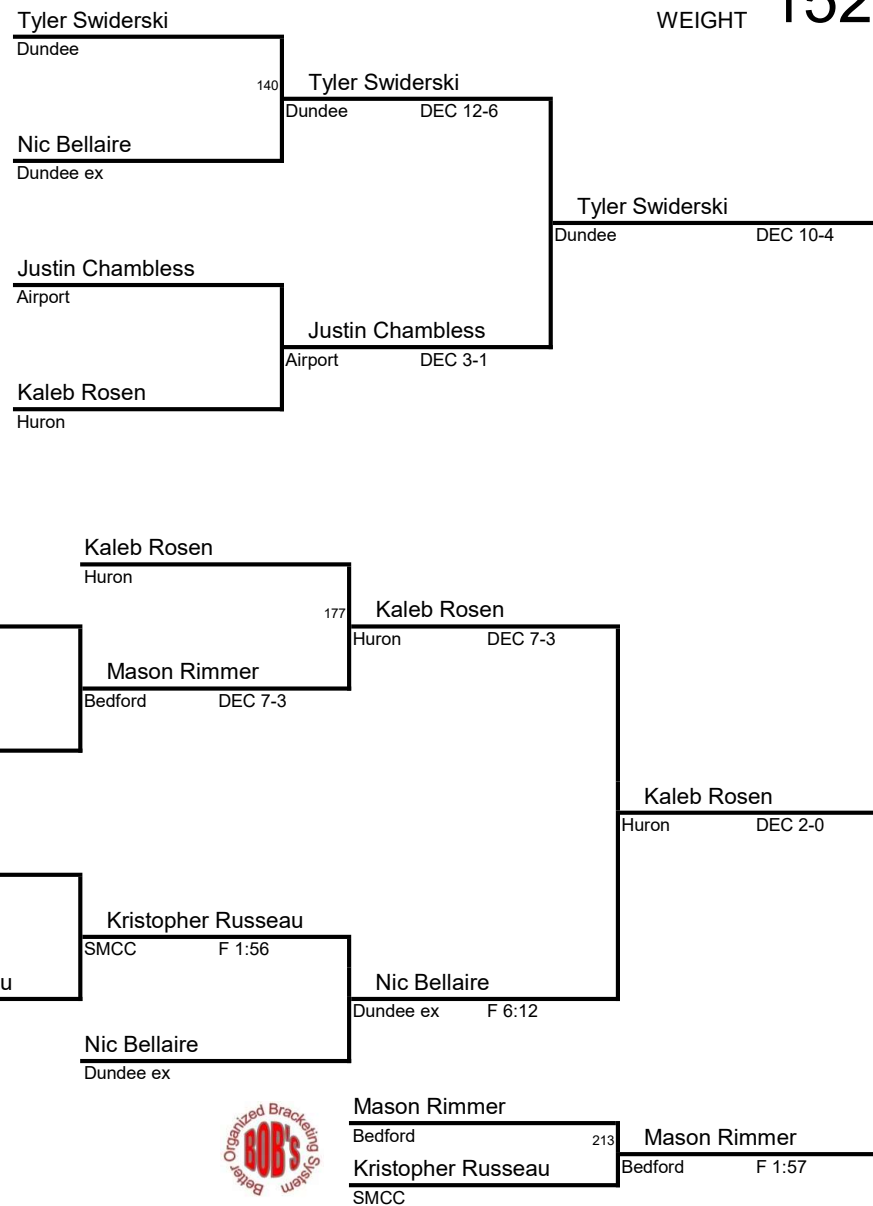 WEIGHT 152
Tyler Swiderski
Dundee
140
Tyler Swiderski
Dundee DEC 12-6
Nic Bellaire
Dundee ex
Tyler Swiderski
Dundee DEC 10-4
Justin Chambless
Airport
Justin Chambless
Airport DEC 3-1
Kaleb Rosen
Huron
Kaleb Rosen
Huron
177
Kaleb Rosen
Huron DEC 7-3
Mason Rimmer
Bedford DEC 7-3
Kaleb Rosen
Huron DEC 2-0
Kristopher Russeau
SMCC F 1:56
u
Nic Bellaire
Dundee ex F 6:12
Nic Bellaire
Dundee ex
Better Organized Bracketing System
BOB'S
Mason Rimmer
Bedford
213
Mason Rimmer
Bedford F 1:57
Kristopher Russeau
SMCC